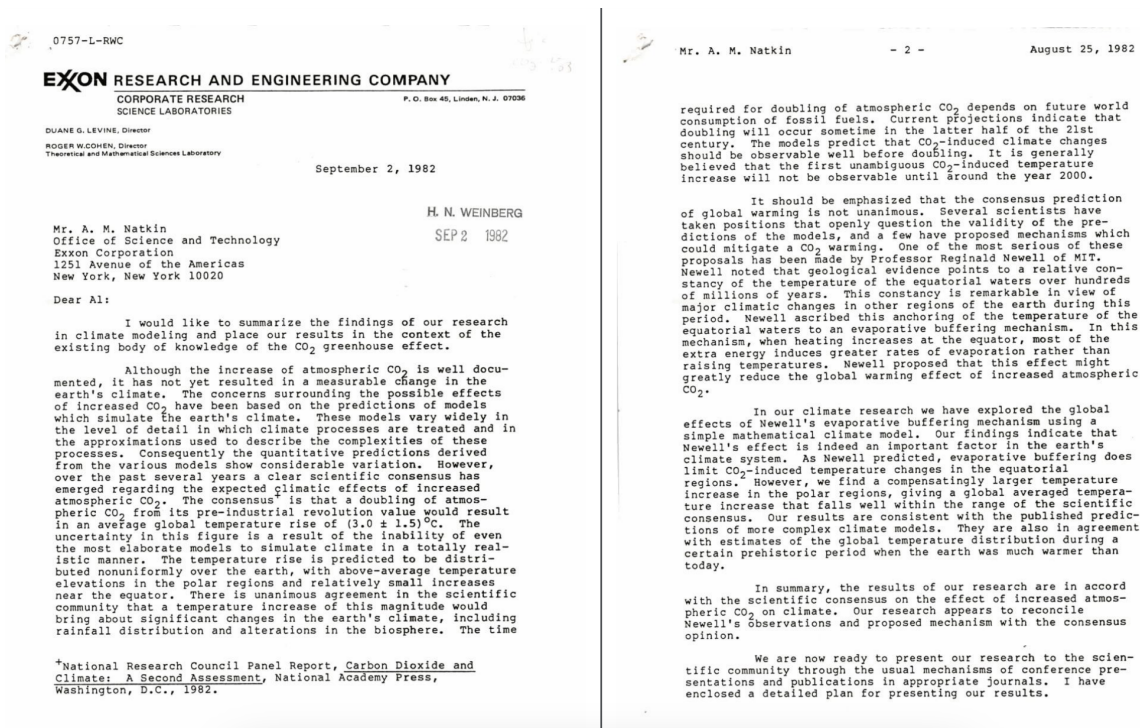 0757-L-RWC
EXXON RESEARCH AND ENGINEERING COMPANY
CORPORATE RESEARCH
SCIENCE LABORATORIES
P. O. Box 45, Linden, N. J. 07036
DUANE G. LEVINE, Director
ROGER W.COHEN, Director
Theoretical and Mathematical Sciences Laboratory
September 2, 1982
H. N. WEINBERG
SEP 2 1982
Mr. A. M. Natkin
Office of Science and Technology
Exxon Corporation
1251 Avenue of the Americas
New York, New York 10020
Dear Al:
I would like to summarize the findings of our research
in climate modeling and place our results in the context of the
existing body of knowledge of the CO2 greenhouse effect.
Although the increase of atmospheric CO2 is well docu-
mented, it has not yet resulted in a measurable change in the
earth's climate. The concerns surrounding the possible effects
of increased CO2 have been based on the predictions of models
which simulate the earth's climate. These models vary widely in
the level of detail in which climate processes are treated and in
the approximations used to describe the complexities of these
processes. Consequently the quantitative predictions derived
from the various models show considerable variation. However,
over the past several years a clear scientific consensus has
emerged regarding the expected climatic effects of increased
atmospheric CO2. The consensus+ is that a doubling of atmos-
pheric CO2 from its pre-industrial revolution value would result
in an average global temperature rise of (3.0 ± 1.5)°C. The
uncertainty in this figure is a result of the inability of even
the most elaborate models to simulate climate in a totally real-
istic manner. The temperature rise is predicted to be distri-
buted nonuniformly over the earth, with above-average temperature
elevations in the polar regions and relatively small increases
near the equator. There is unanimous agreement in the scientific
community that a temperature increase of this magnitude would
bring about significant changes in the earth's climate, including
rainfall distribution and alterations in the biosphere. The time
+National Research Council Panel Report, Carbon Dioxide and
Climate: A Second Assessment, National Academy Press,
Washington, D.C., 1982.
Mr. A. M. Natkin - 2 - August 25, 1982
required for doubling of atmospheric CO2 depends on future world
consumption of fossil fuels. Current projections indicate that
doubling will occur sometime in the latter half of the 21st
century. The models predict that CO2-induced climate changes
should be observable well before doubling. It is generally
believed that the first unambiguous CO2-induced temperature
increase will not be observable until around the year 2000.
It should be emphasized that the consensus prediction
of global warming is not unanimous. Several scientists have
taken positions that openly question the validity of the pre-
dictions of the models, and a few have proposed mechanisms which
could mitigate a CO2 warming. One of the most serious of these
proposals has been made by Professor Reginald Newell of MIT.
Newell noted that geological evidence points to a relative con-
stancy of the temperature of the equatorial waters over hundreds
of millions of years. This constancy is remarkable in view of
major climatic changes in other regions of the earth during this
period. Newell ascribed this anchoring of the temperature of the
equatorial waters to an evaporative buffering mechanism. In this
mechanism, when heating increases at the equator, most of the
extra energy induces greater rates of evaporation rather than
raising temperatures. Newell proposed that this effect might
greatly reduce the global warming effect of increased atmospheric
CO2.
In our climate research we have explored the global
effects of Newell's evaporative buffering mechanism using a
simple mathematical climate model. Our findings indicate that
Newell's effect is indeed an important factor in the earth's
climate system. As Newell predicted, evaporative buffering does
limit CO2-induced temperature changes in the equatorial
regions. However, we find a compensatingly larger temperature
increase in the polar regions, giving a global averaged tempera-
ture increase that falls well within the range of the scientific
consensus. Our results are consistent with the published predic-
tions of more complex climate models. They are also in agreement
with estimates of the global temperature distribution during a
certain prehistoric period when the earth was much warmer than
today.
In summary, the results of our research are in accord
with the scientific consensus on the effect of increased atmos-
pheric CO2 on climate. Our research appears to reconcile
Newell's observations and proposed mechanism with the consensus
opinion.
We are now ready to present our research to the scien-
tific community through the usual mechanisms of conference pre-
sentations and publications in appropriate journals. I have
enclosed a detailed plan for presenting our results.